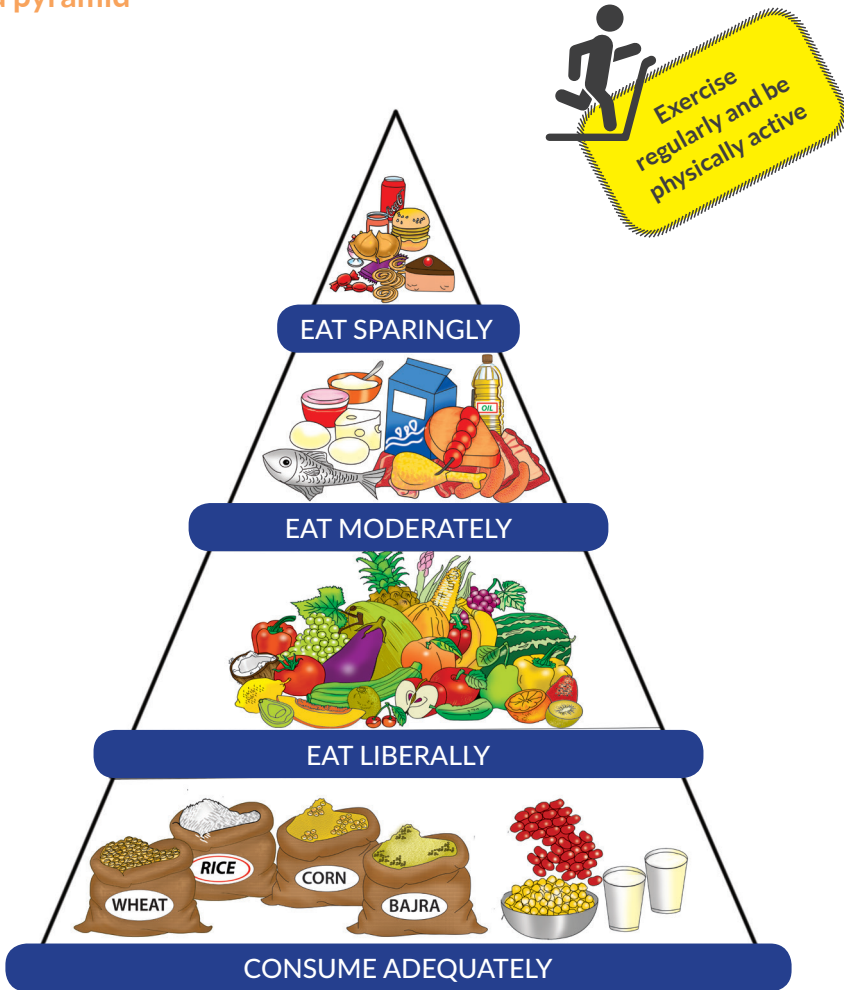 pyramid
Exercise
regularly and be
physically active
EAT SPARINGLY
OIL
EAT MODERATELY
EAT LIBERALLY
WHEAT
RICE
CORN
BAJRA
CONSUME ADEQUATELY